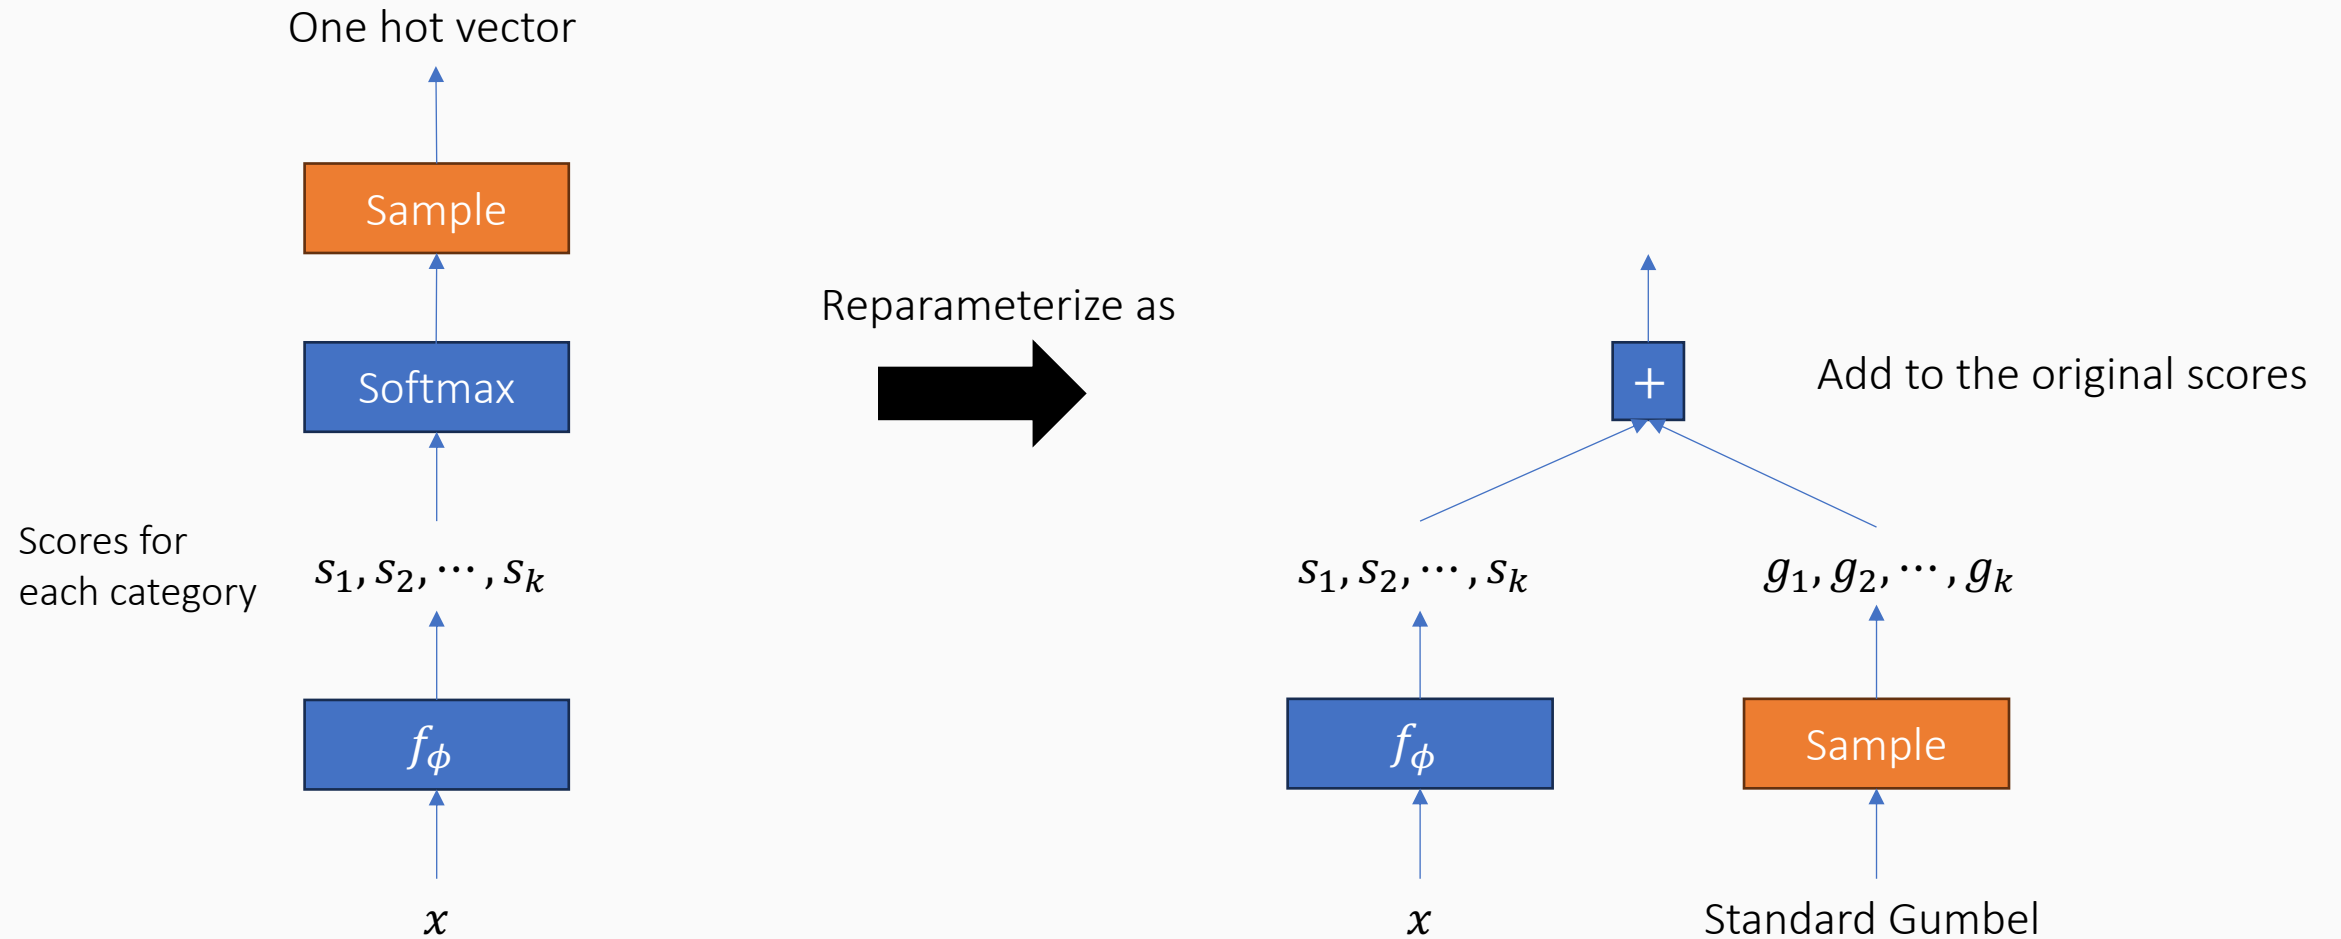 One hot vector
Sample
Softmax
Scores for
each category
s₁, s₂, ⋯, sₖ
f_ϕ
x
Reparameterize as
+
Add to the original scores
s₁, s₂, ⋯, sₖ
g₁, g₂, ⋯, gₖ
f_ϕ
Sample
x
Standard Gumbel